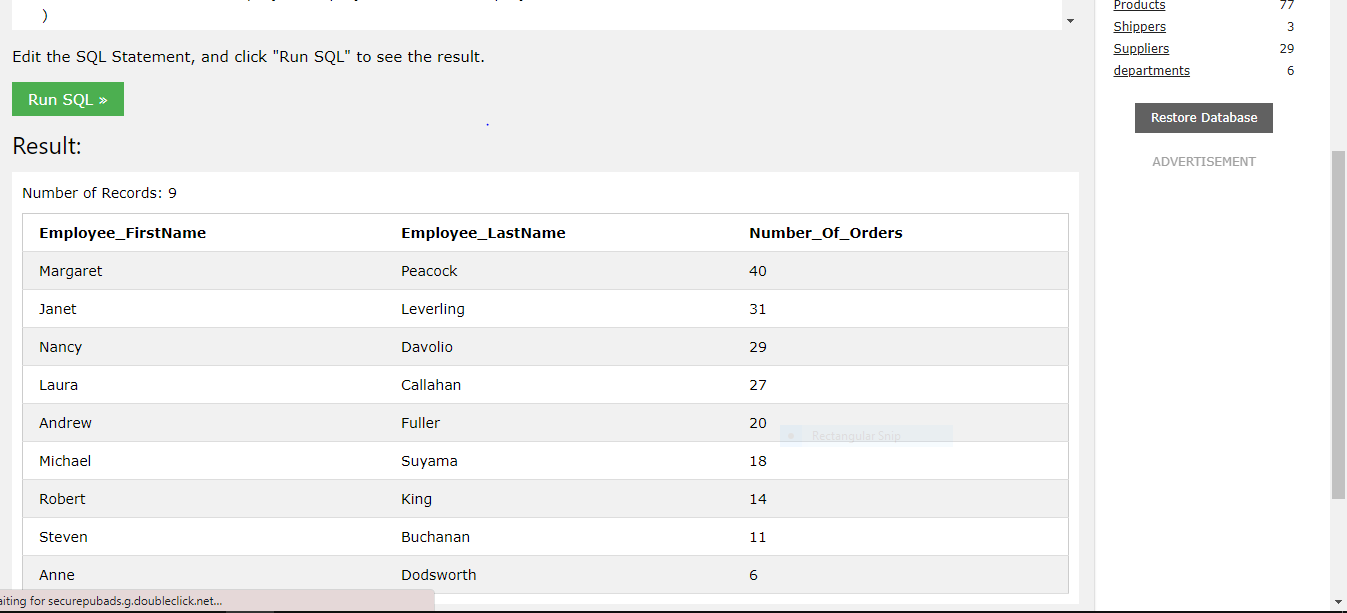 )
Edit the SQL Statement, and click "Run SQL" to see the result.
Run SQL »
Result:
Number of Records: 9
Employee_FirstName Employee_LastName Number_Of_Orders
Margaret Peacock 40
Janet Leverling 31
Nancy Davolio 29
Laura Callahan 27
Andrew Fuller 20
Rectangular Snip
Michael Suyama 18
Robert King 14
Steven Buchanan 11
Anne Dodsworth 6
aiting for securepubads.g.doubleclick.net...
Products 77
Shippers 3
Suppliers 29
departments 6
Restore Database
ADVERTISEMENT